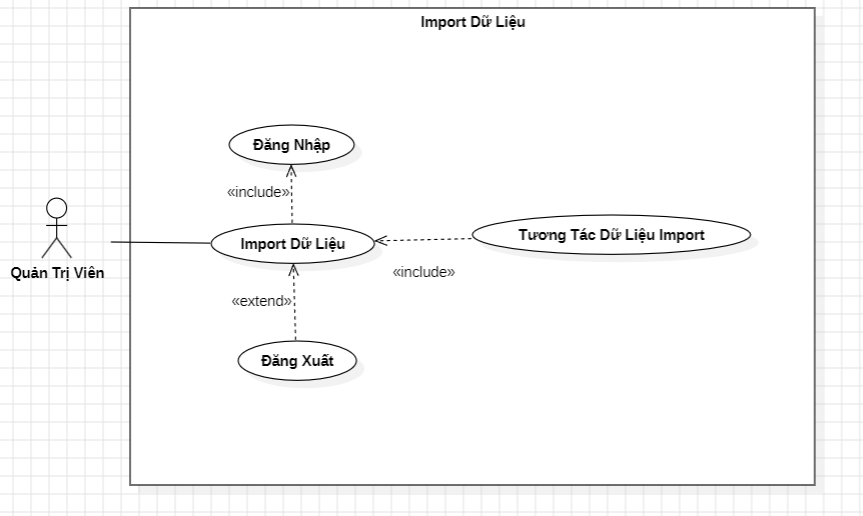 Import Dữ Liệu
Đăng Nhập
«include»
Import Dữ Liệu
Tương Tác Dữ Liệu Import
«include»
Quản Trị Viên
«extend»
Đăng Xuất